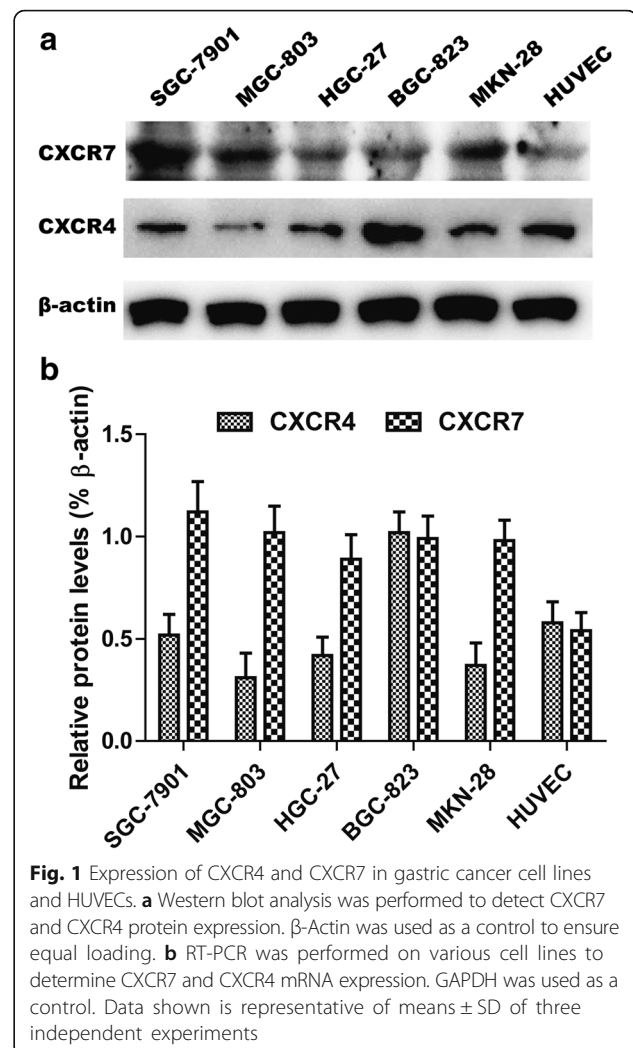 a
SGC-7901 MGC-803 HGC-27 BGC-823 MKN-28 HUVEC
CXCR7
CXCR4
β-actin
b
CXCR4 CXCR7
Relative protein levels (% β-actin)
1.5
1.0
0.5
0.0
SGC-7901 MGC-803 HGC-27 BGC-823 MKN-28 HUVEC
Fig. 1 Expression of CXCR4 and CXCR7 in gastric cancer cell lines
and HUVECs. a Western blot analysis was performed to detect CXCR7
and CXCR4 protein expression. β-Actin was used as a control to ensure
equal loading. b RT-PCR was performed on various cell lines to
determine CXCR7 and CXCR4 mRNA expression. GAPDH was used as a
control. Data shown is representative of means ± SD of three
independent experiments